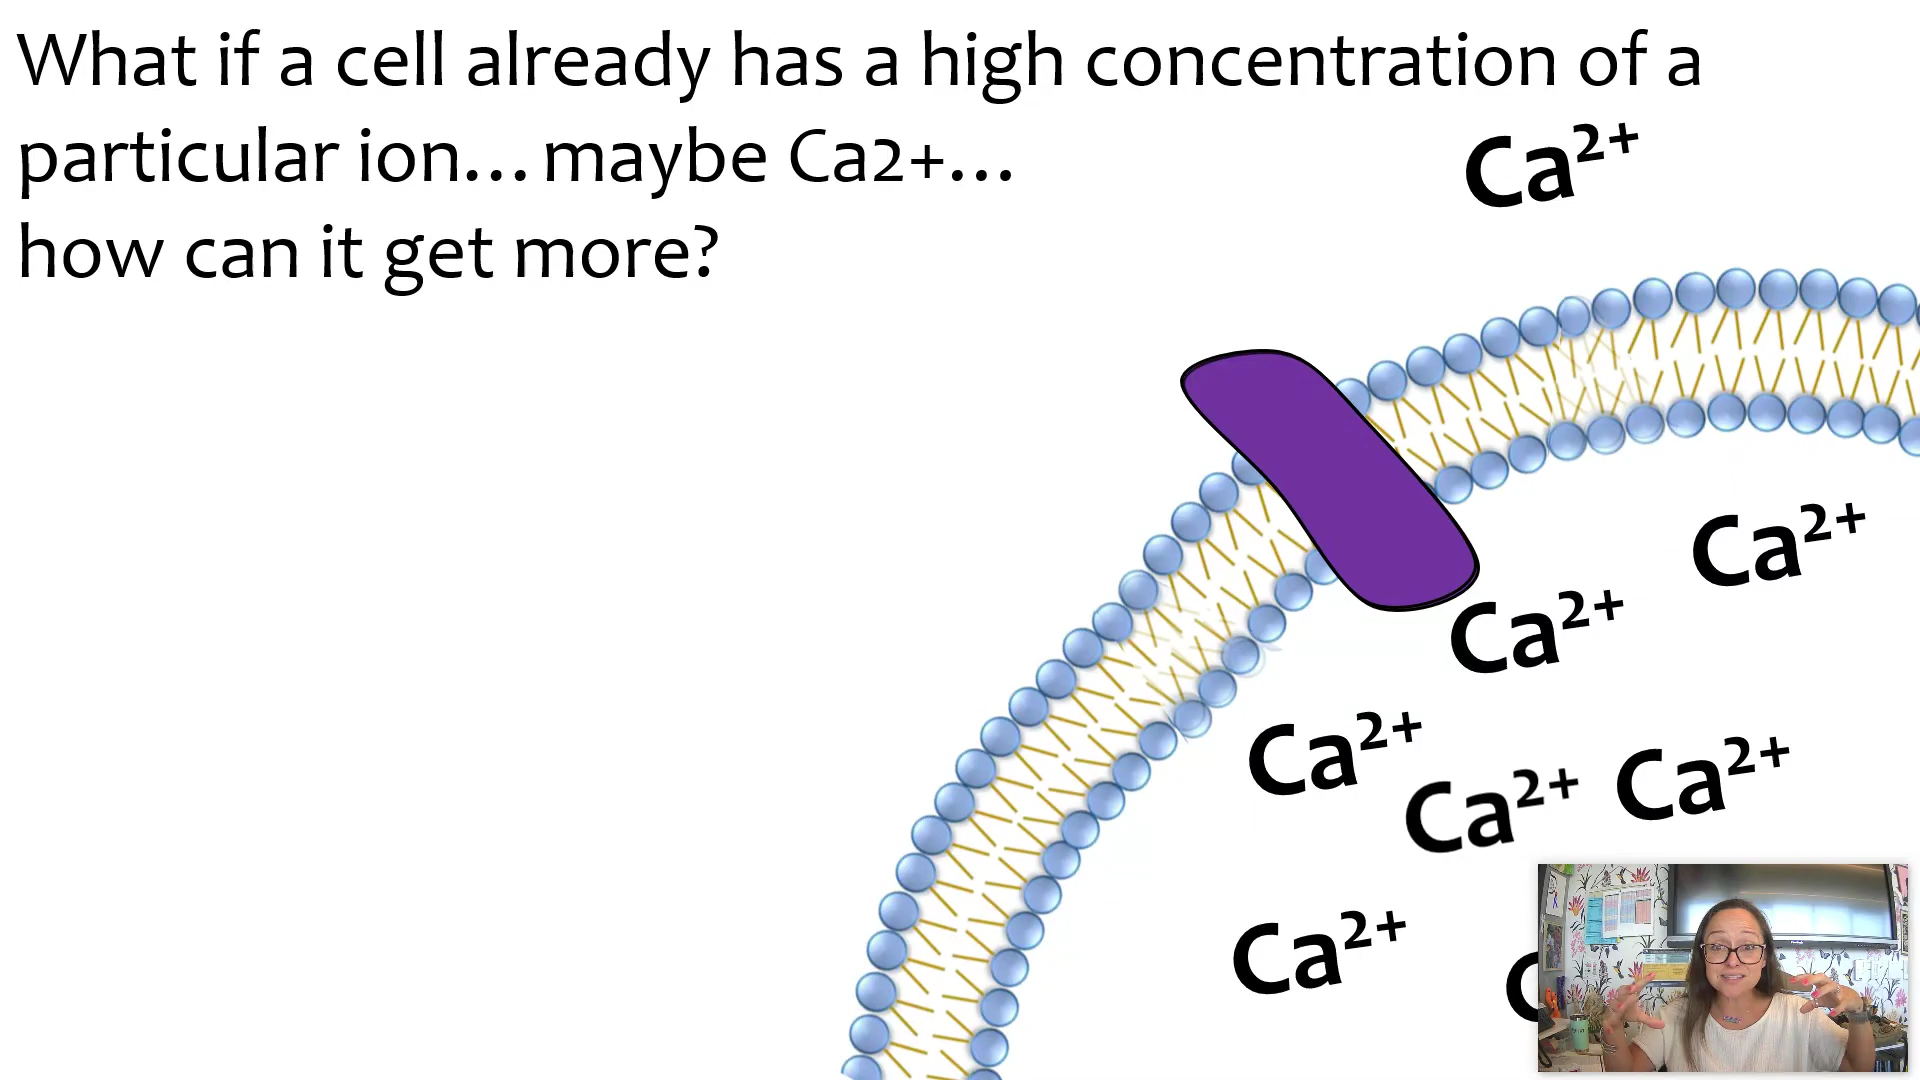 What if a cell already has a high concentration of a
particular ion... maybe Ca2+...
how can it get more?
Ca²⁺
Ca²⁺
Ca²⁺
Ca²⁺
Ca²⁺
Ca²⁺
Ca²⁺
C